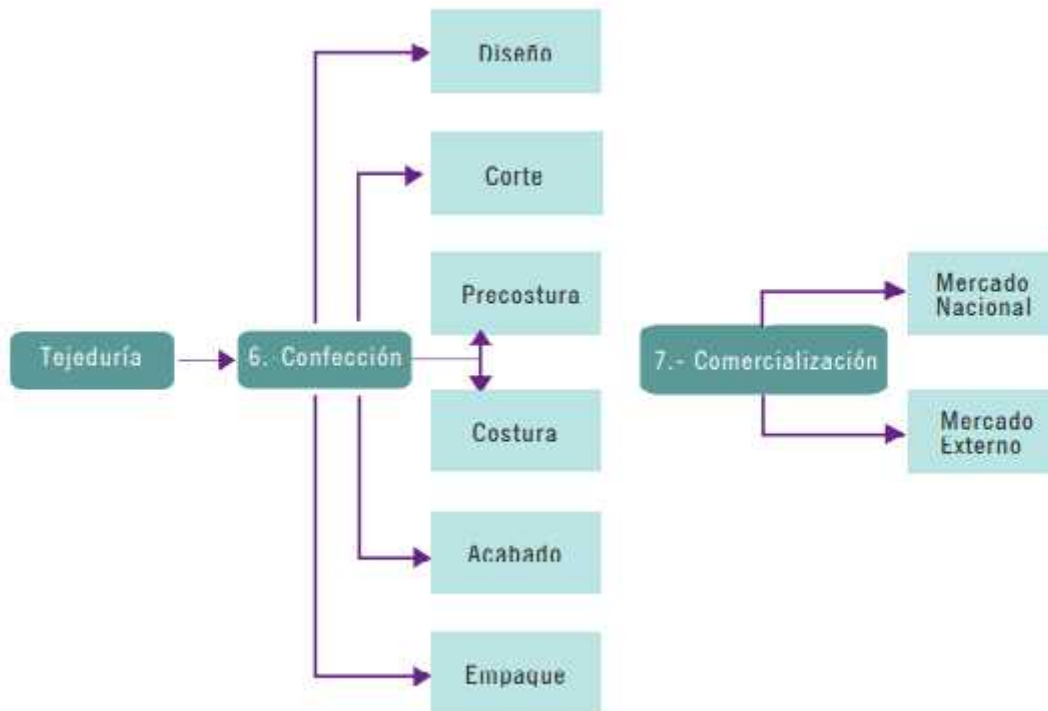 Diseño
Corte
Precostura
Tejeduría
6. Confección
Costura
Acabado
Empaque
7.- Comercialización
Mercado
Nacional
Mercado
Externo